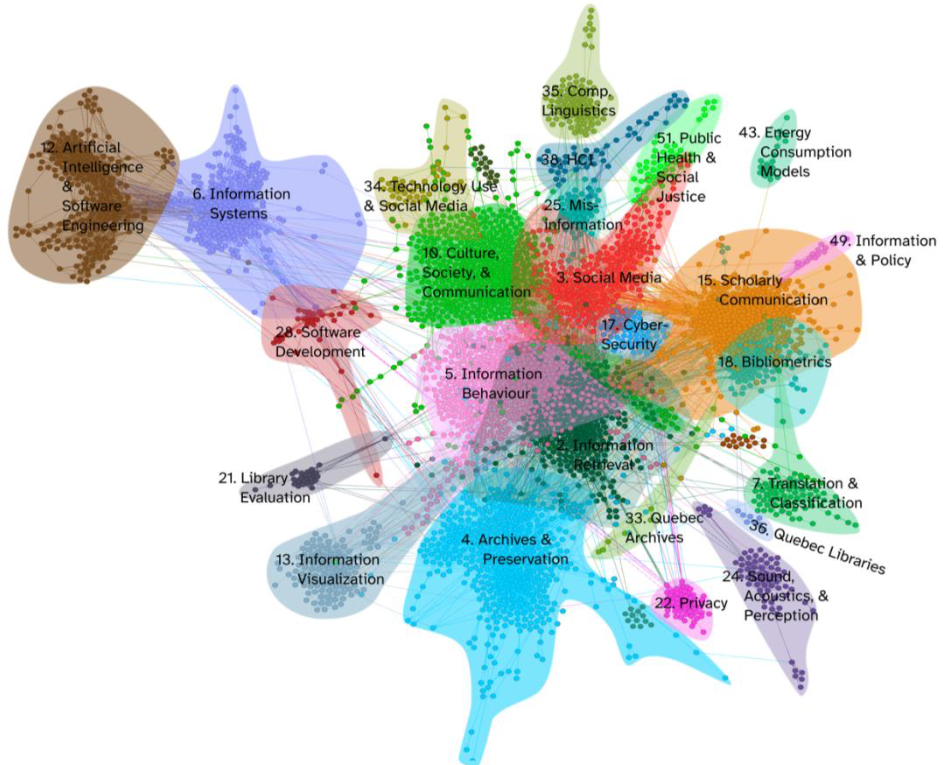 35. Comp.
Linguistics
12. Artificial
Intelligence
&
Software
Engineering
38. HCI
51. Public
Health &
Social
Justice
43. Energy
Consumption
Models
6. Information
Systems
34. Technology Use
& Social Media
25. Mis-
information
49. Information
& Policy
10. Culture,
Society, &
Communication
3. Social Media
15. Scholarly
Communication
28. Software
Development
17. Cyber-
Security
18. Bibliometrics
5. Information
Behaviour
2. Information
Retrieval
21. Library
Evaluation
7. Translation &
Classification
33. Quebec
Archives
36. Quebec Libraries
4. Archives &
Preservation
13. Information
Visualization
24. Sound,
Acoustics, &
Perception
22. Privacy